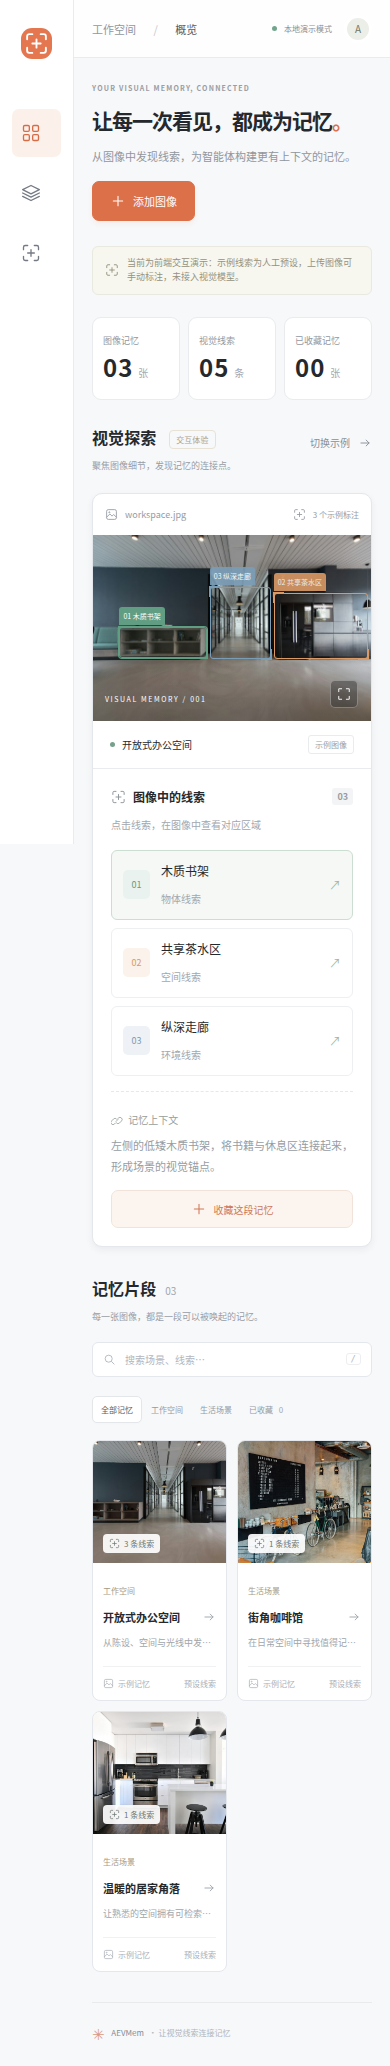 工作空间 / 概览
本地演示模式
A
YOUR VISUAL MEMORY, CONNECTED
让每一次看见，都成为记忆。
从图像中发现线索，为智能体构建更有上下文的记忆。
添加图像
当前为前端交互演示：示例线索为人工预设，上传图像可
手动标注，未接入视觉模型。
图像记忆
03 张
视觉线索
05 条
已收藏记忆
00 张
视觉探索
交互体验
切换示例
聚焦图像细节，发现记忆的连接点。
workspace.jpg
3 个示例标注
03 纵深走廊
02 共享茶水区
01 木质书架
VISUAL MEMORY / 001
开放式办公空间
示例图像
图像中的线索
03
点击线索，在图像中查看对应区域
01
木质书架
物体线索
02
共享茶水区
空间线索
03
纵深走廊
环境线索
记忆上下文
左侧的低矮木质书架，将书籍与休息区连接起来，
形成场景的视觉锚点。
收藏这段记忆
记忆片段 03
每一张图像，都是一段可以被唤起的记忆。
搜索场景、线索…
/
全部记忆
工作空间
生活场景
已收藏 0
3 条线索
工作空间
开放式办公空间
从陈设、空间与光线中发…
示例记忆
预设线索
1 条线索
生活场景
街角咖啡馆
在日常空间中寻找值得记…
示例记忆
预设线索
1 条线索
生活场景
温暖的居家角落
让熟悉的空间拥有可检索…
示例记忆
预设线索
AEVMem · 让视觉线索连接记忆